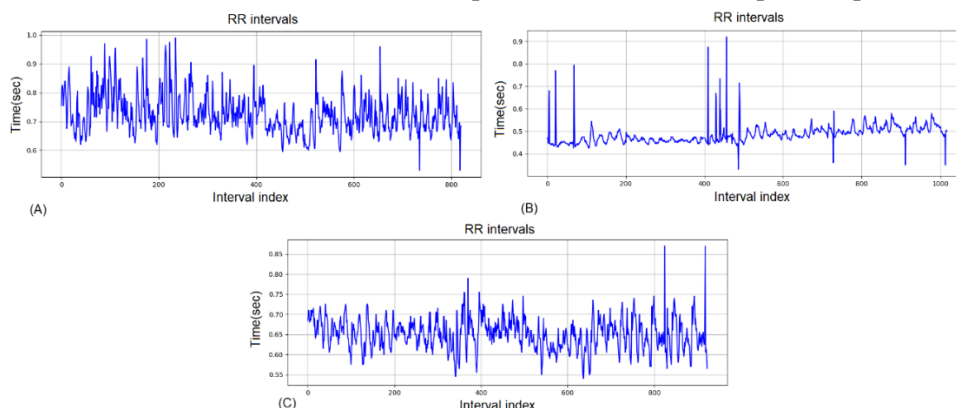 RR intervals
1.0
0.9
0.8
0.7
0.6
Time(sec)
0 200 400 600 800
Interval index
(A)
RR intervals
0.9
0.8
0.7
0.6
0.5
0.4
Time(sec)
0 200 400 600 800 1000
Interval index
(B)
RR intervals
0.85
0.80
0.75
0.70
0.65
0.60
0.55
Time(sec)
0 200 400 600 800
Interval index
(C)